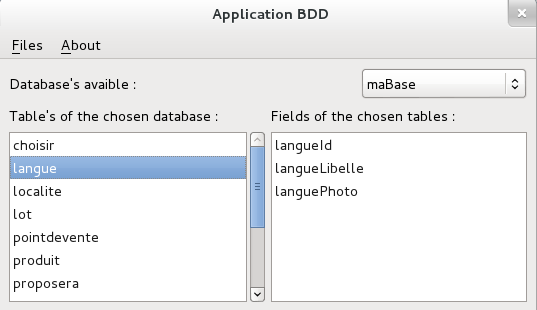 Application BDD
Files About
Database's avaible : maBase
Table's of the chosen database : Fields of the chosen tables :
choisir langueId
langue langueLibelle
localite languePhoto
lot
pointdevente
produit
proposera